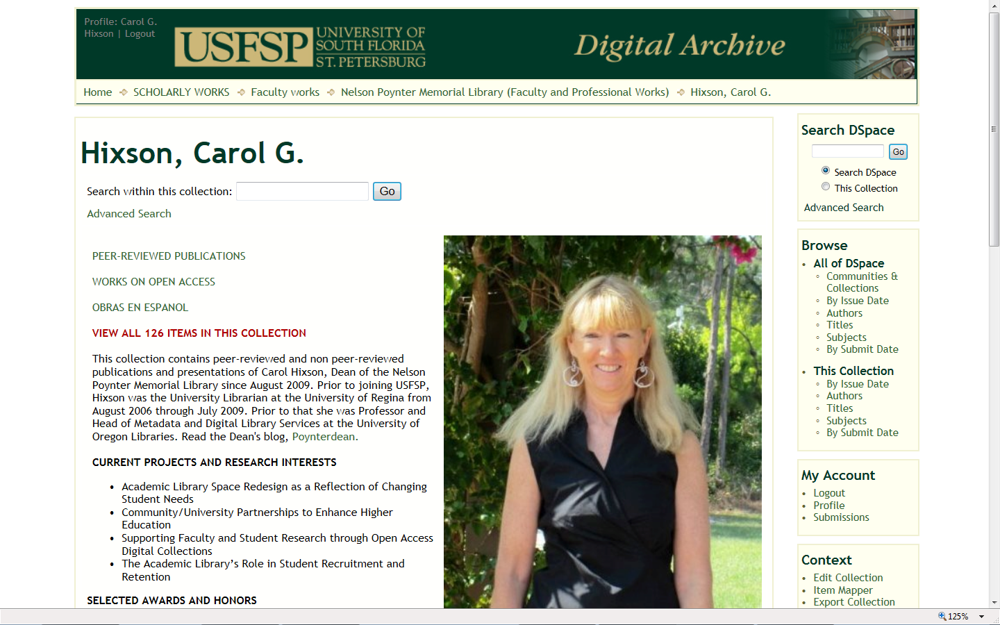 Profile: Carol G.
Hixson | Logout
USFSP
UNIVERSITY OF
SOUTH FLORIDA
ST. PETERSBURG
Digital Archive
Home SCHOLARLY WORKS Faculty works Nelson Poynter Memorial Library (Faculty and Professional Works) Hixson, Carol G.
Hixson, Carol G.
Search within this collection: Go
Advanced Search
PEER-REVIEWED PUBLICATIONS
WORKS ON OPEN ACCESS
OBRAS EN ESPANOL
VIEW ALL 126 ITEMS IN THIS COLLECTION
This collection contains peer-reviewed and non peer-reviewed
publications and presentations of Carol Hixson, Dean of the Nelson
Poynter Memorial Library since August 2009. Prior to joining USFSP,
Hixson was the University Librarian at the University of Regina from
August 2006 through July 2009. Prior to that she was Professor and
Head of Metadata and Digital Library Services at the University of
Oregon Libraries. Read the Dean's blog, Poynterdean.
CURRENT PROJECTS AND RESEARCH INTERESTS
• Academic Library Space Redesign as a Reflection of Changing
Student Needs
• Community/University Partnerships to Enhance Higher
Education
• Supporting Faculty and Student Research through Open Access
Digital Collections
• The Academic Library’s Role in Student Recruitment and
Retention
SELECTED AWARDS AND HONORS
Search DSpace
Go
Search DSpace
This Collection
Advanced Search
Browse
• All of DSpace
◦ Communities &
Collections
◦ By Issue Date
◦ Authors
◦ Titles
◦ Subjects
◦ By Submit Date
• This Collection
◦ By Issue Date
◦ Authors
◦ Titles
◦ Subjects
◦ By Submit Date
My Account
• Logout
• Profile
• Submissions
Context
• Edit Collection
• Item Mapper
• Export Collection
125%